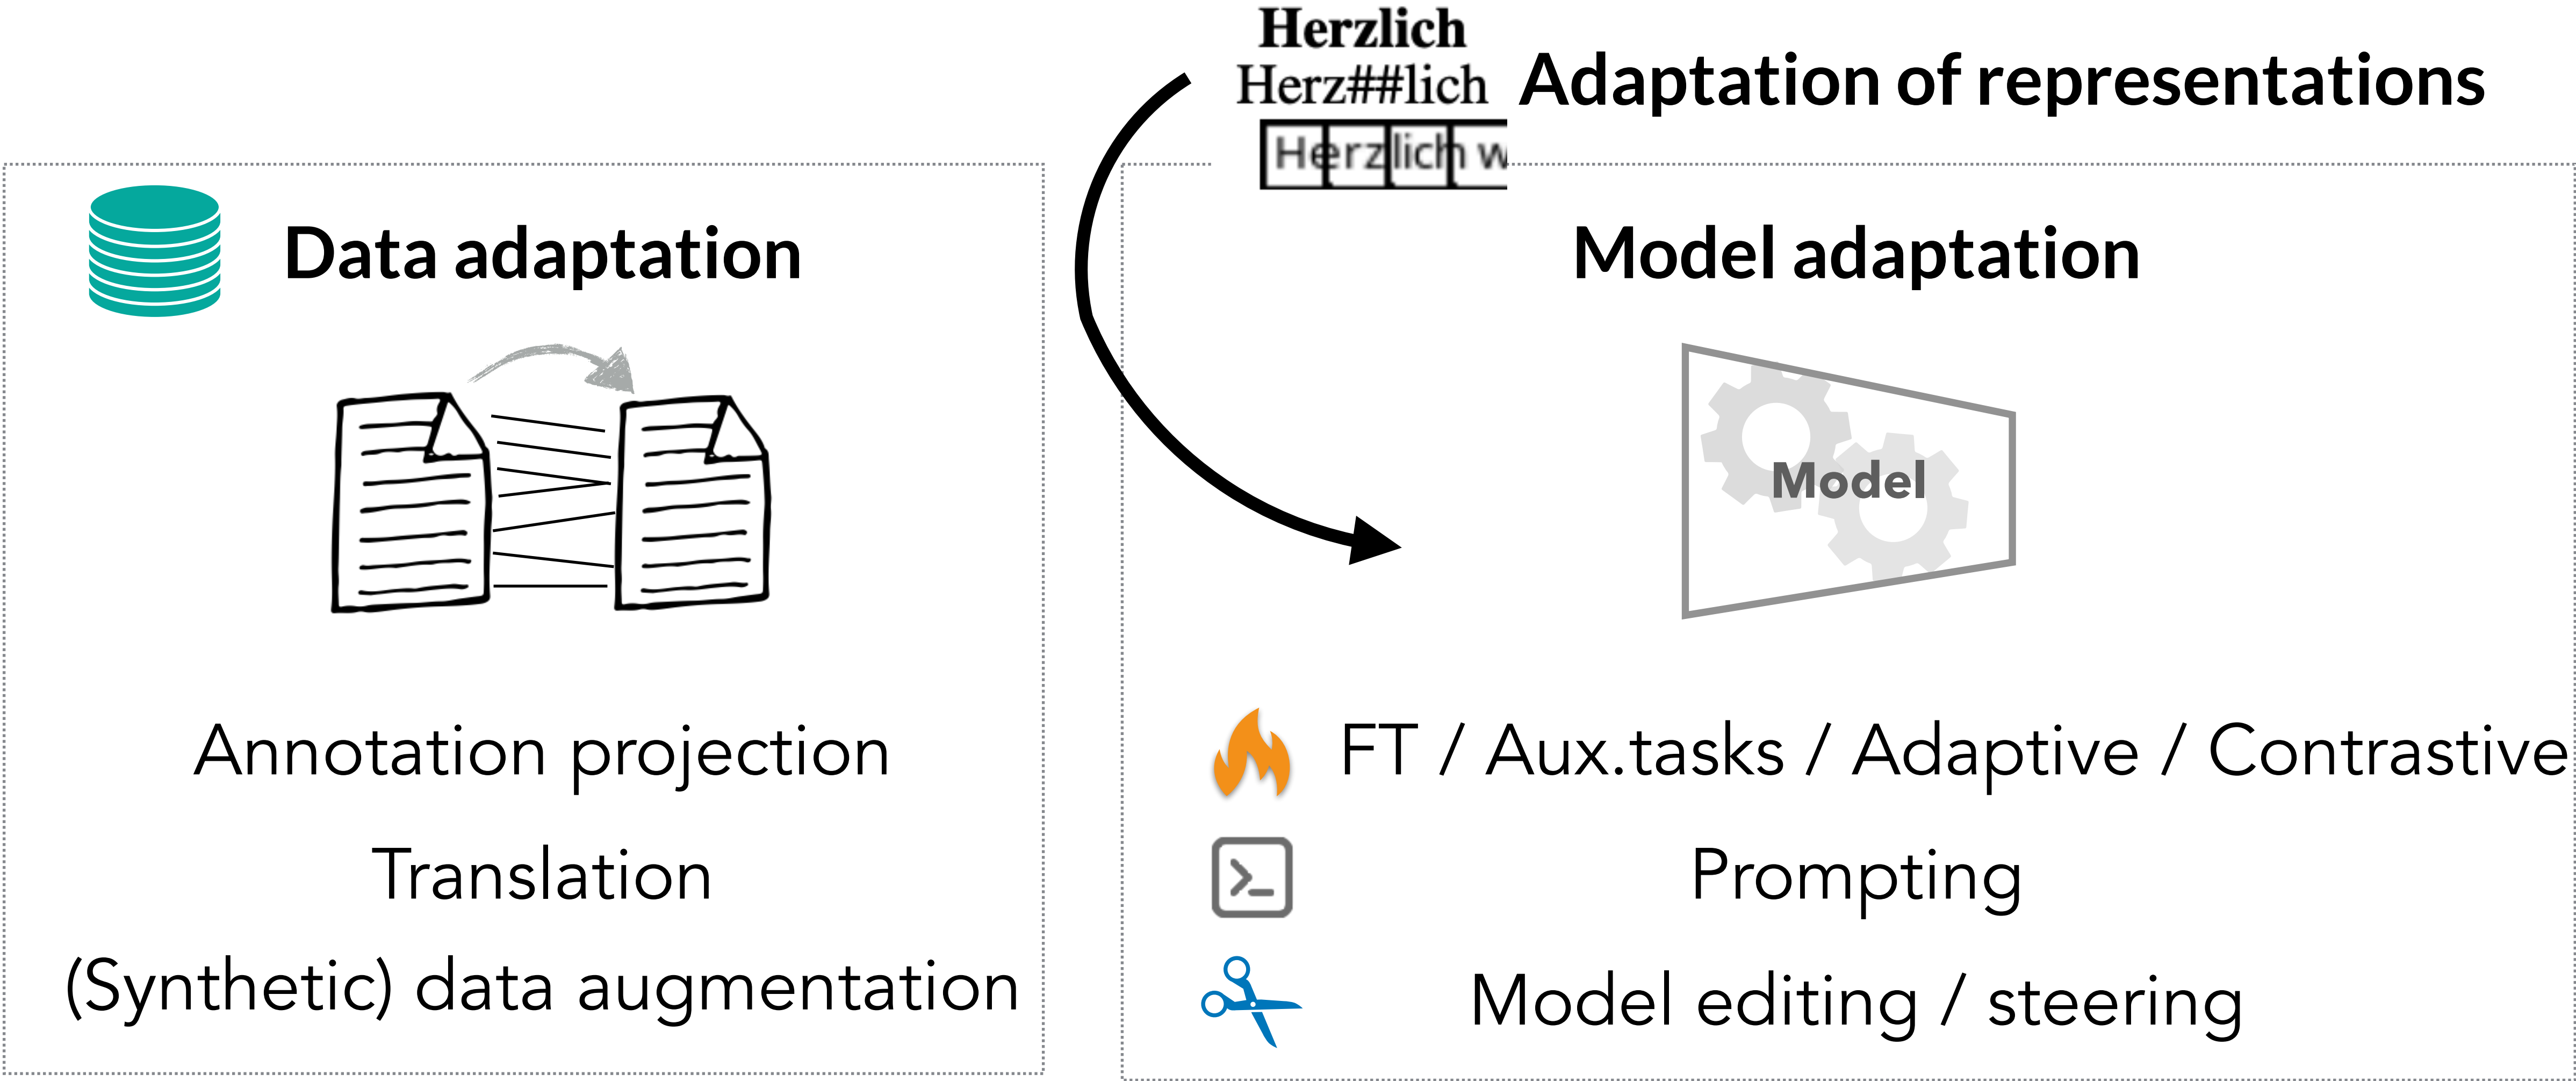 Herzlich
Herz##lich
Herzlich w
Adaptation of representations
Data adaptation
Annotation projection
Translation
(Synthetic) data augmentation
Model adaptation
Model
FT / Aux.tasks / Adaptive / Contrastive
Prompting
Model editing / steering